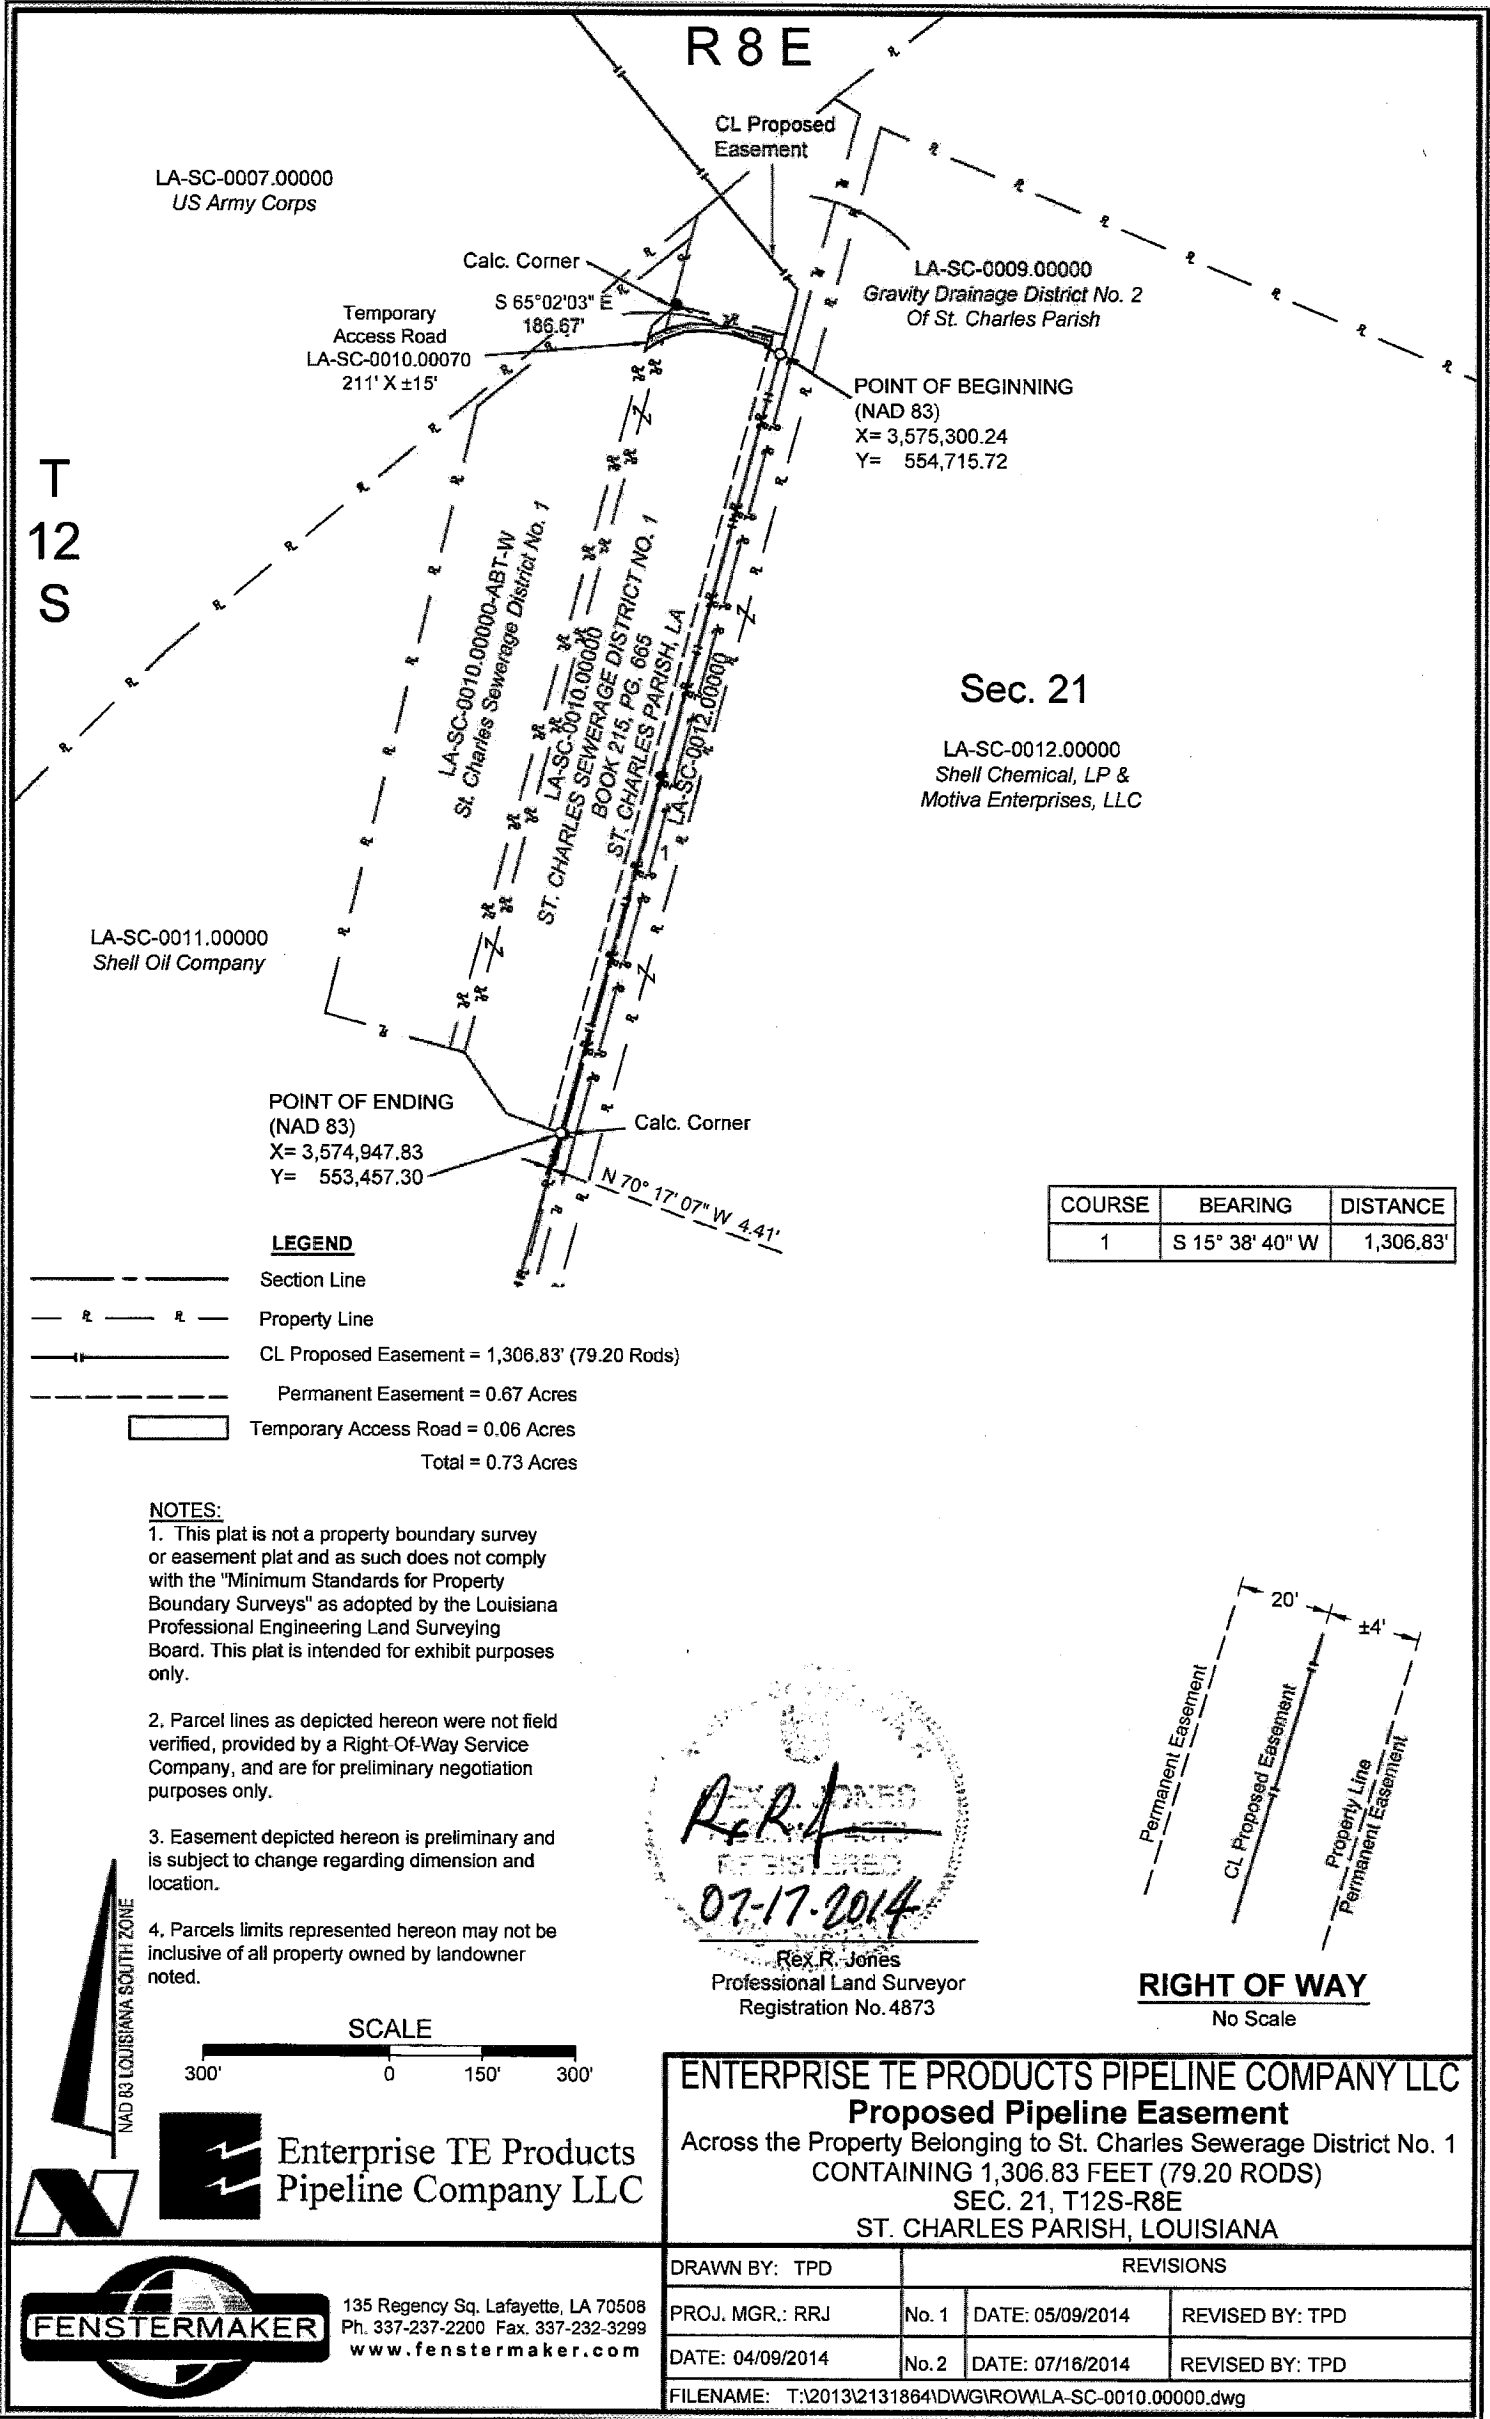 R 8 E
CL Proposed
Easement
LA-SC-0007.00000
US Army Corps
Calc. Corner
S 65°02'03" E
186.67'
Temporary
Access Road
LA-SC-0010.00070
211' X ±15'
LA-SC-0009.00000
Gravity Drainage District No. 2
Of St. Charles Parish
POINT OF BEGINNING
(NAD 83)
X= 3,575,300.24
Y= 554,715.72
T
12
S
LA-SC-0010.00000-ABT-W
St. Charles Sewerage District No. 1
LA-SC-0010.00000
ST. CHARLES SEWERAGE DISTRICT NO. 1
BOOK 215, PG. 665
ST. CHARLES PARISH, LA
LA-SC-0012.00000
1
Sec. 21
LA-SC-0012.00000
Shell Chemical, LP &
Motiva Enterprises, LLC
LA-SC-0011.00000
Shell Oil Company
POINT OF ENDING
(NAD 83)
X= 3,574,947.83
Y= 553,457.30
Calc. Corner
N 70° 17' 07" W 4.41'
COURSE BEARING DISTANCE
1 S 15° 38' 40" W 1,306.83'
LEGEND
Section Line
Property Line
CL Proposed Easement = 1,306.83' (79.20 Rods)
Permanent Easement = 0.67 Acres
Temporary Access Road = 0.06 Acres
Total = 0.73 Acres
NOTES:
1. This plat is not a property boundary survey
or easement plat and as such does not comply
with the "Minimum Standards for Property
Boundary Surveys" as adopted by the Louisiana
Professional Engineering Land Surveying
Board. This plat is intended for exhibit purposes
only.
2. Parcel lines as depicted hereon were not field
verified, provided by a Right-Of-Way Service
Company, and are for preliminary negotiation
purposes only.
3. Easement depicted hereon is preliminary and
is subject to change regarding dimension and
location.
4. Parcels limits represented hereon may not be
inclusive of all property owned by landowner
noted.
NAD 83 LOUISIANA SOUTH ZONE
SCALE
300' 0 150' 300'
REX R. JONES
REGISTERED
07-17-2014
Rex R. Jones
Professional Land Surveyor
Registration No. 4873
20'
±4'
Permanent Easement
CL Proposed Easement
Property Line
Permanent Easement
RIGHT OF WAY
No Scale
Enterprise TE Products
Pipeline Company LLC
ENTERPRISE TE PRODUCTS PIPELINE COMPANY LLC
Proposed Pipeline Easement
Across the Property Belonging to St. Charles Sewerage District No. 1
CONTAINING 1,306.83 FEET (79.20 RODS)
SEC. 21, T12S-R8E
ST. CHARLES PARISH, LOUISIANA
FENSTERMAKER
135 Regency Sq. Lafayette, LA 70508
Ph. 337-237-2200 Fax. 337-232-3299
www.fenstermaker.com
DRAWN BY: TPD REVISIONS
PROJ. MGR.: RRJ No. 1 DATE: 05/09/2014 REVISED BY: TPD
DATE: 04/09/2014 No. 2 DATE: 07/16/2014 REVISED BY: TPD
FILENAME: T:\2013\2131864\DWG\ROW\LA-SC-0010.00000.dwg